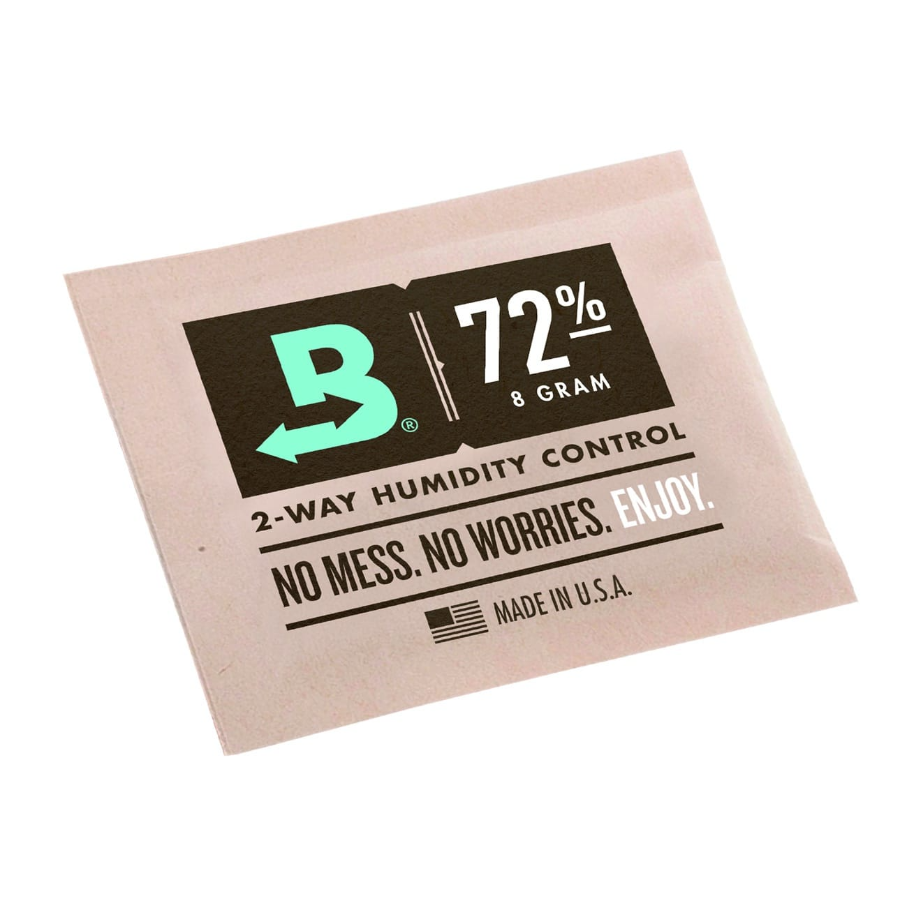 B®
72%
8 GRAM
2-WAY HUMIDITY CONTROL
NO MESS. NO WORRIES. ENJOY.
MADE IN U.S.A.